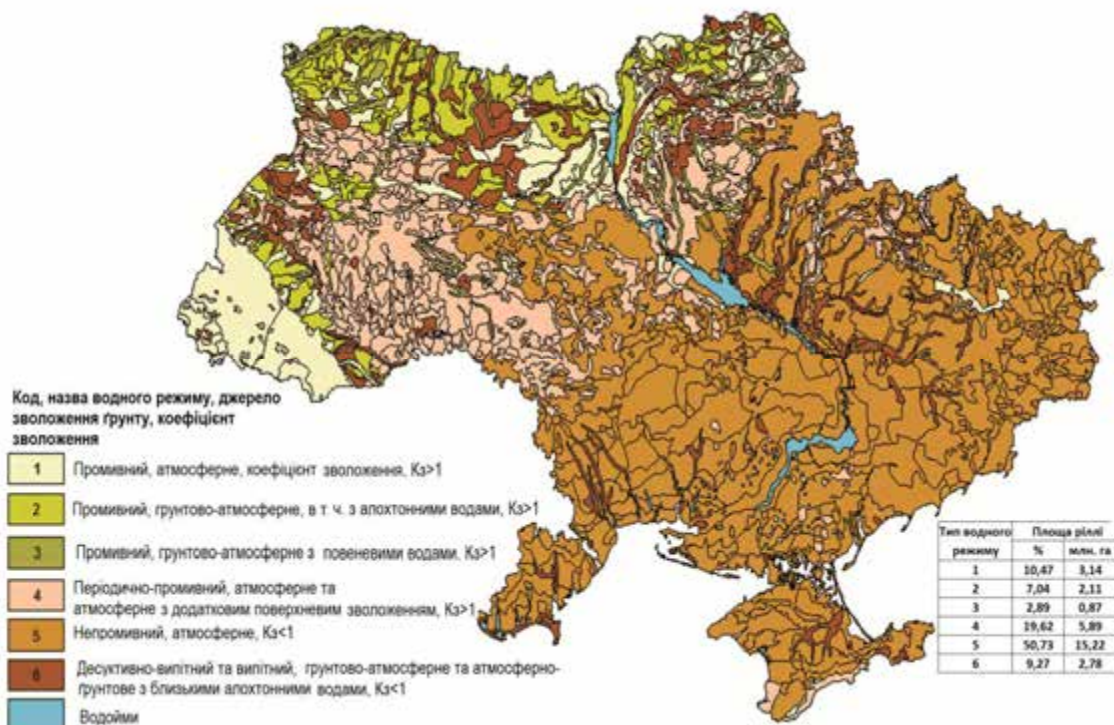 Код, назва водного режиму, джерело
зволоження ґрунту, коефіцієнт
зволоження
1 Промивний, атмосферне, коефіцієнт зволоження. Кз>1
2 Промивний, грунтово-атмосферне, в т. ч. з алохтонними водами, Кз>1
3 Промивний, грунтово-атмосферне з повеневими водами. Кз>1
4 Періодично-промивний, атмосферне та
атмосферне з додатковим поверхневим зволоженням, Кз>1
5 Непромивний, атмосферне, Кз<1
6 Десуктивно-випітний та випітний, грунтово-атмосферне та атмосферно-
ґрунтове з близькими алохтонними водами, Кз<1
Водойми
Тип водного Площа ріллі
режиму % млн. га
1 10,47 3,14
2 7,04 2,11
3 2,89 0,87
4 19,62 5,89
5 50,73 15,22
6 9,27 2,78